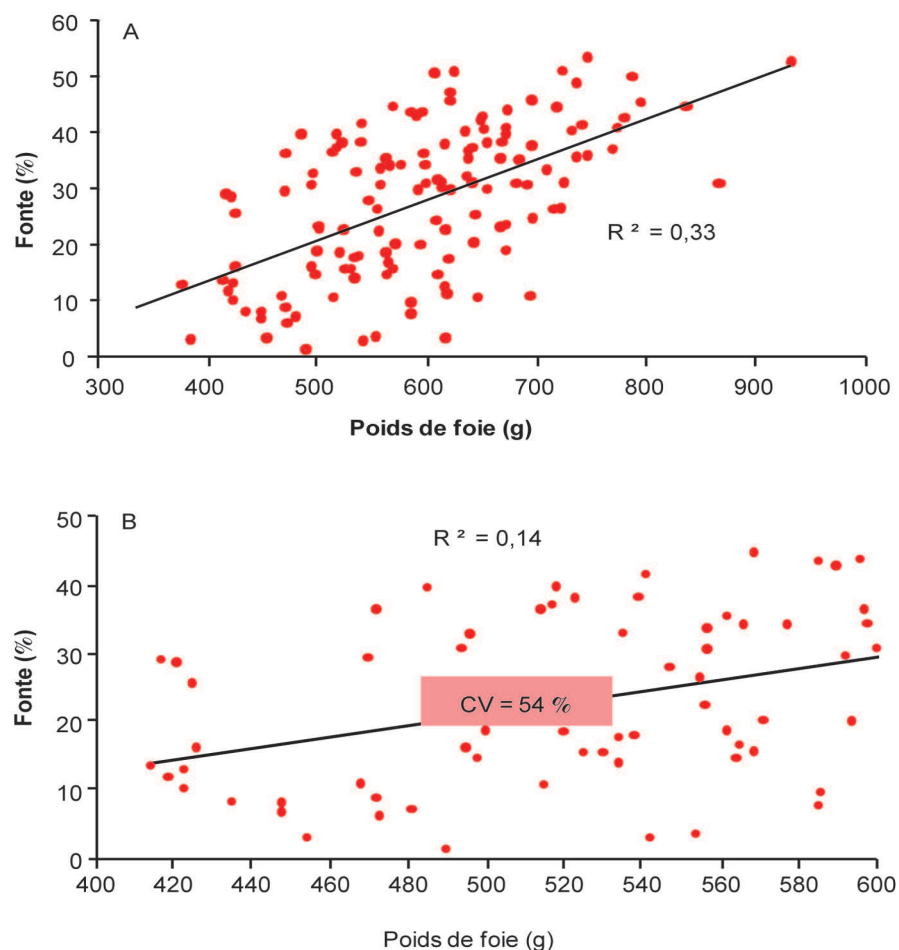 A
60
50
40
30
20
10
0
Fonte (%)
R ² = 0,33
300 400 500 600 700 800 900 1000
Poids de foie (g)
B
50
40
30
20
10
0
Fonte (%)
R ² = 0,14
CV = 54 %
400 420 440 460 480 500 520 540 560 580 600
Poids de foie (g)